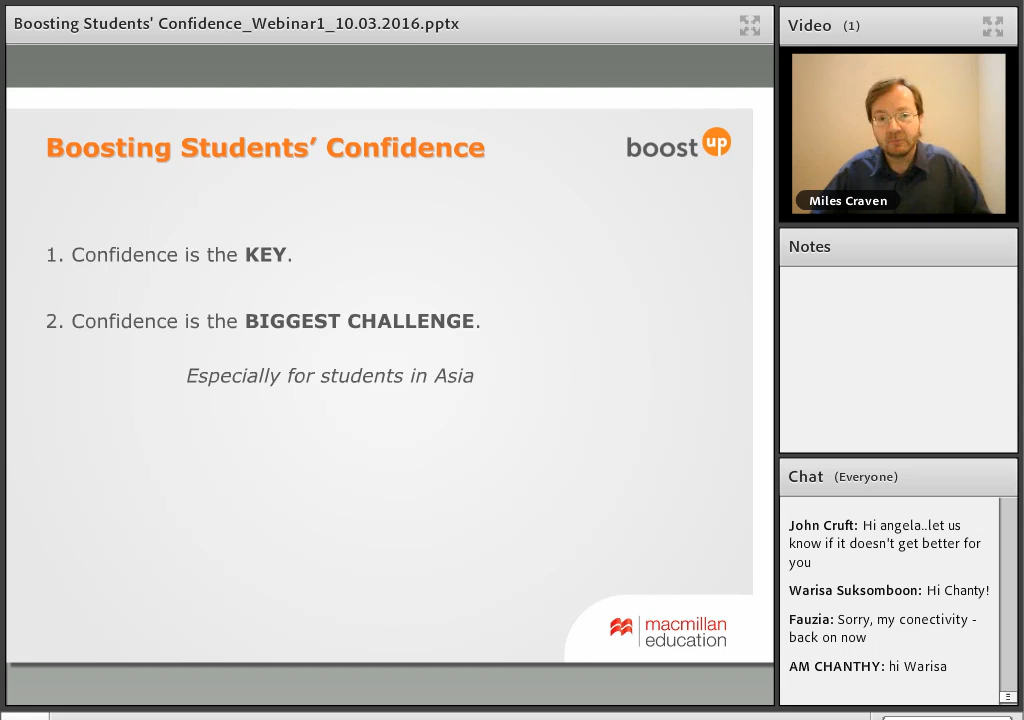 Boosting Students' Confidence_Webinar1_10.03.2016.pptx
Boosting Students’ Confidence
boost up
1. Confidence is the KEY.
2. Confidence is the BIGGEST CHALLENGE.
Especially for students in Asia
macmillan
education
Video (1)
Miles Craven
Notes
Chat (Everyone)
John Cruft: Hi angela..let us
know if it doesn't get better for
you
Warisa Suksomboon: Hi Chanty!
Fauzia: Sorry, my conectivity -
back on now
AM CHANTHY: hi Warisa